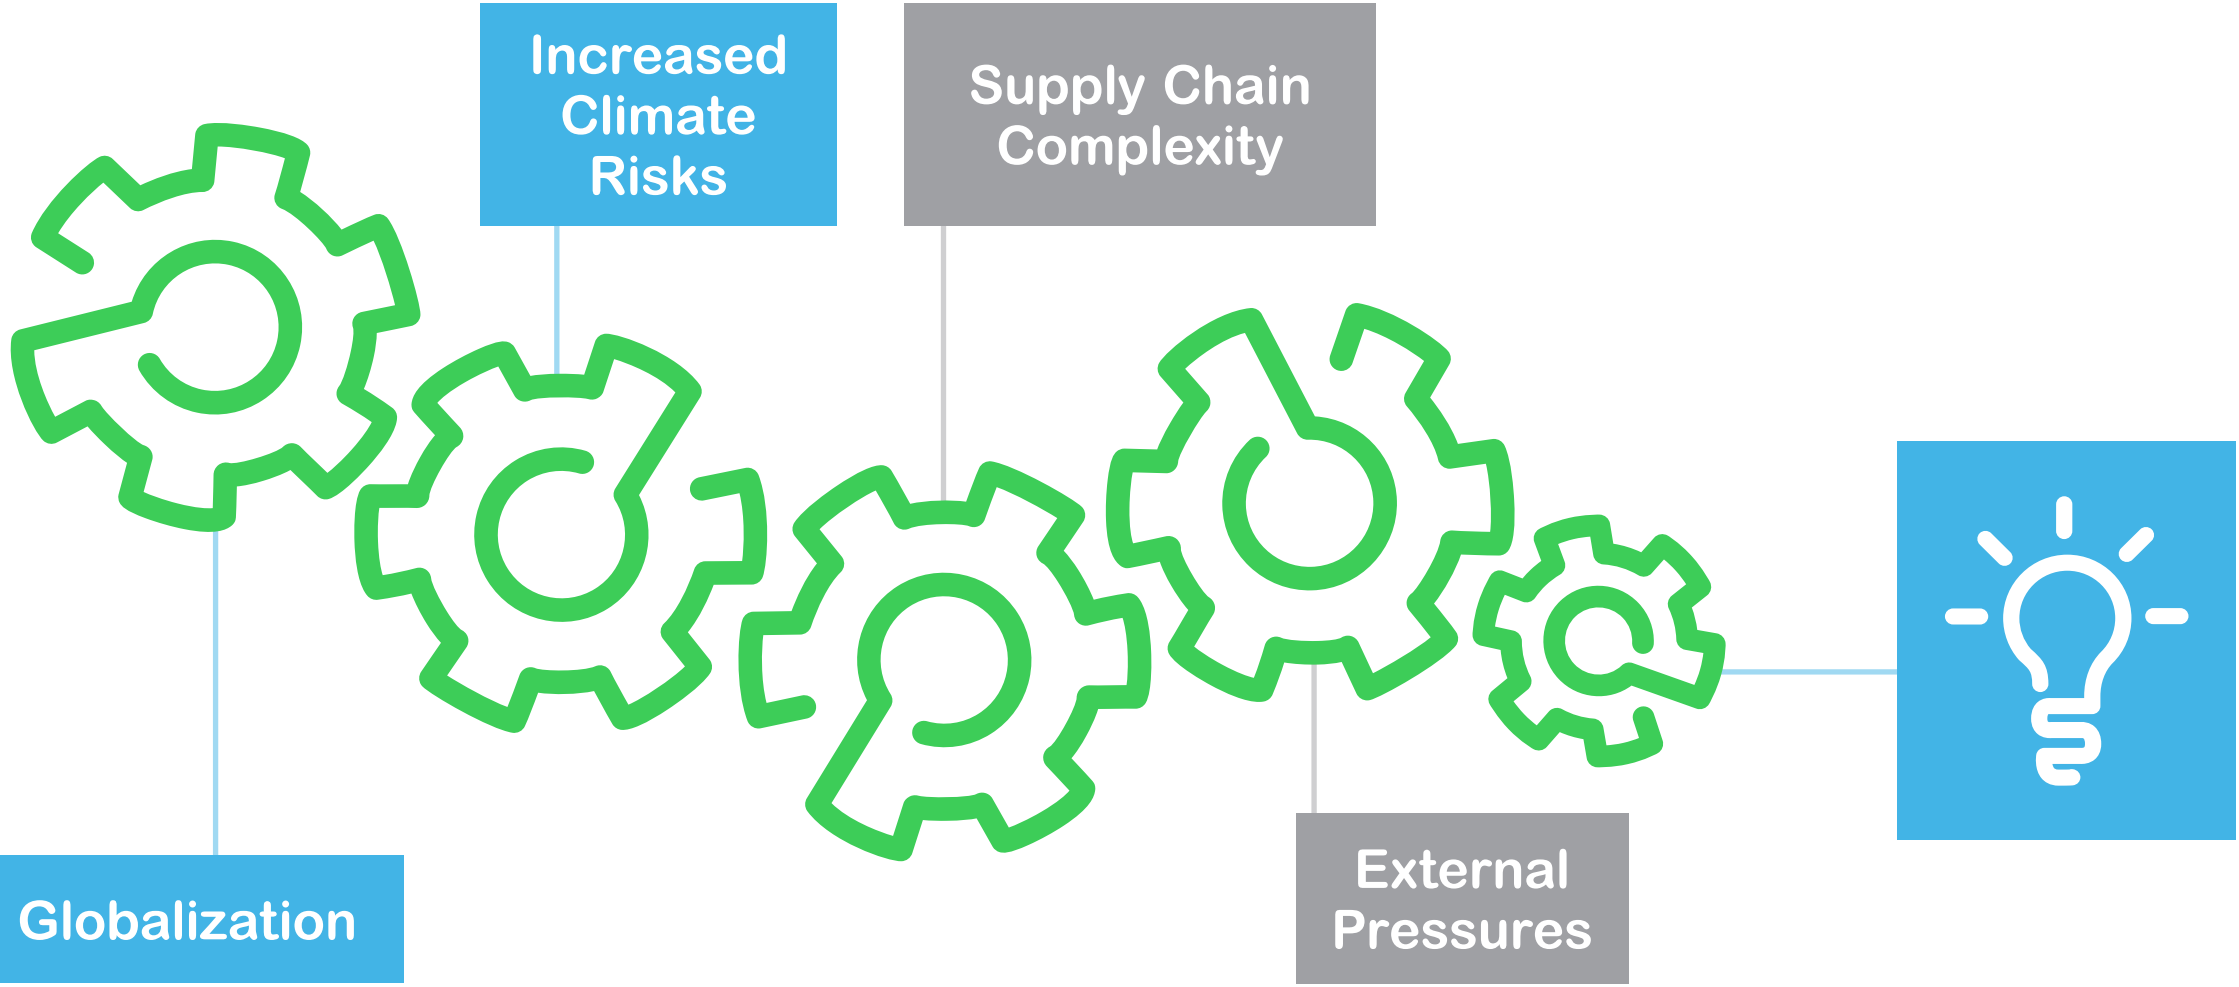 Increased
Climate
Risks
Supply Chain
Complexity
Globalization
External
Pressures